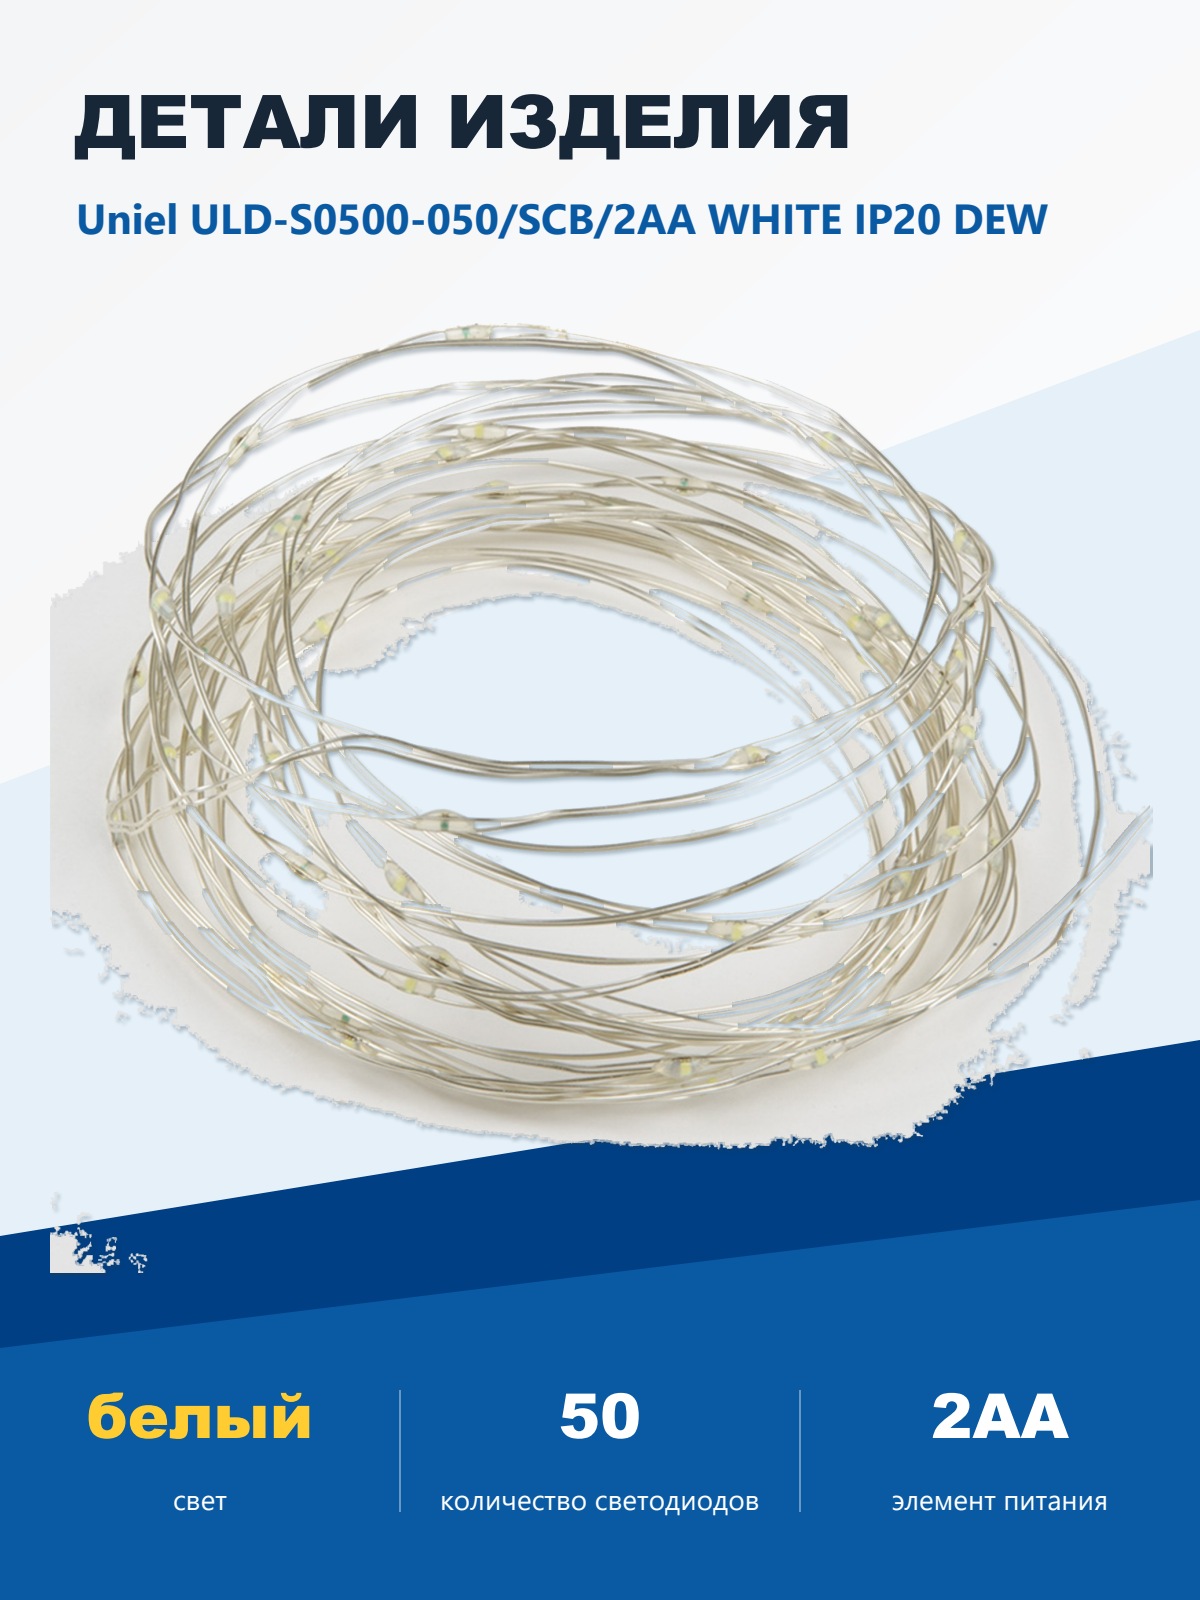 ДЕТАЛИ ИЗДЕЛИЯ
Uniel ULD-S0500-050/SCB/2AA WHITE IP20 DEW
белый
свет
50
количество светодиодов
2AA
элемент питания